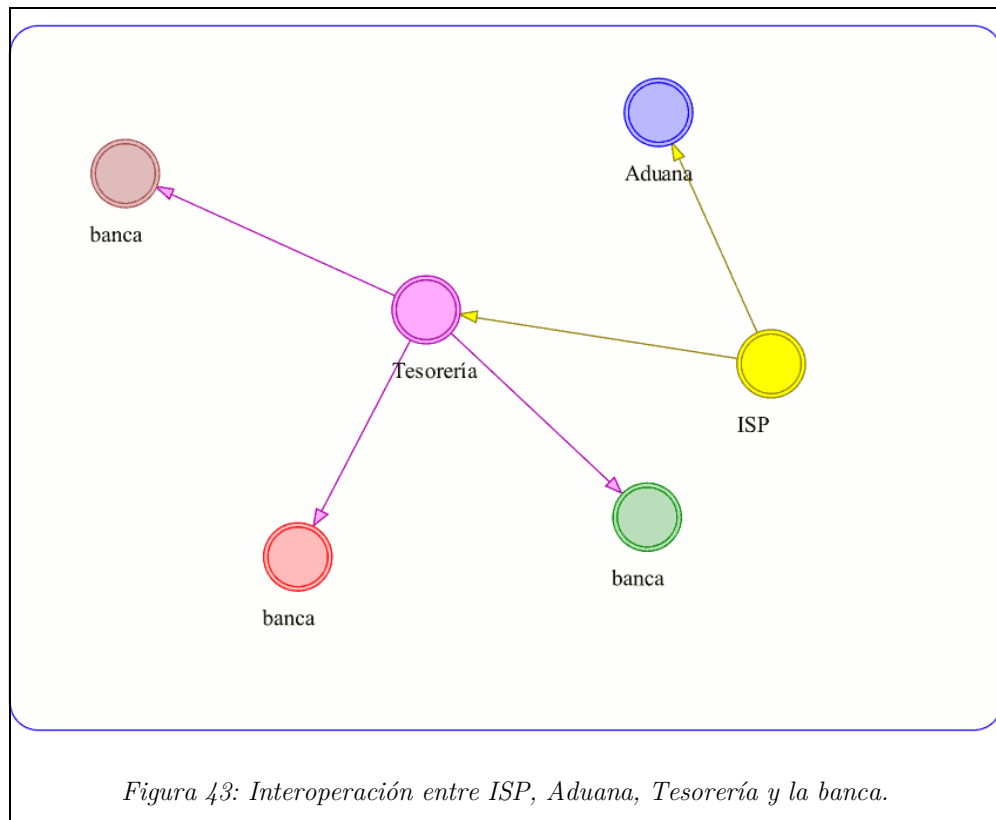 Aduana
banca
Tesorería
ISP
banca
banca
Figura 43: Interoperación entre ISP, Aduana, Tesorería y la banca.